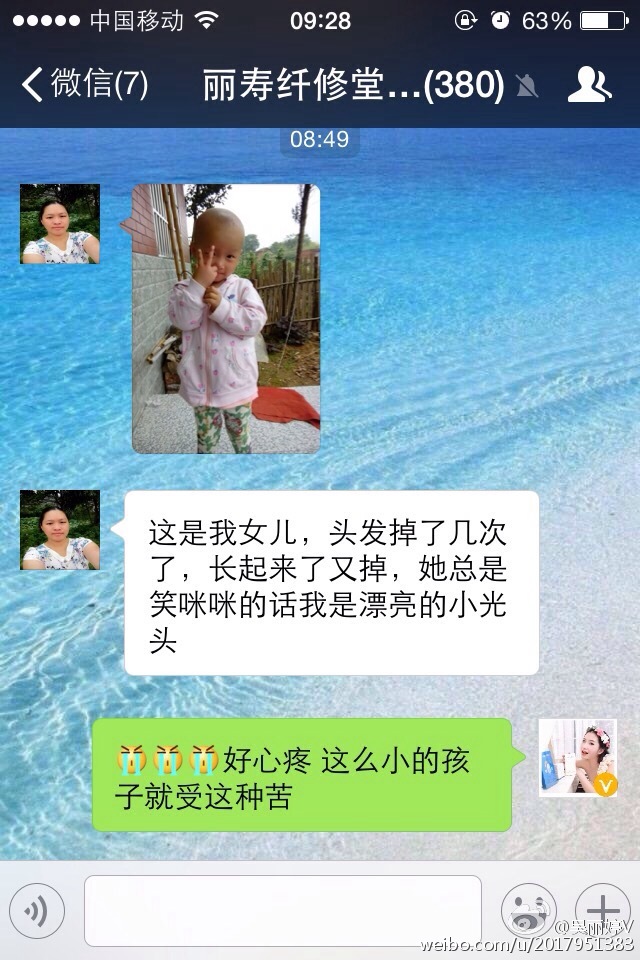 中国移动 09:28 63%
微信(7) 丽寿纤修堂...(380)
08:49
这是我女儿，头发掉了几次
了，长起来了又掉，她总是
笑咪咪的话我是漂亮的小光
头
😭😭😭好心疼 这么小的孩
子就受这种苦
V
weibo.com/u/2017951383